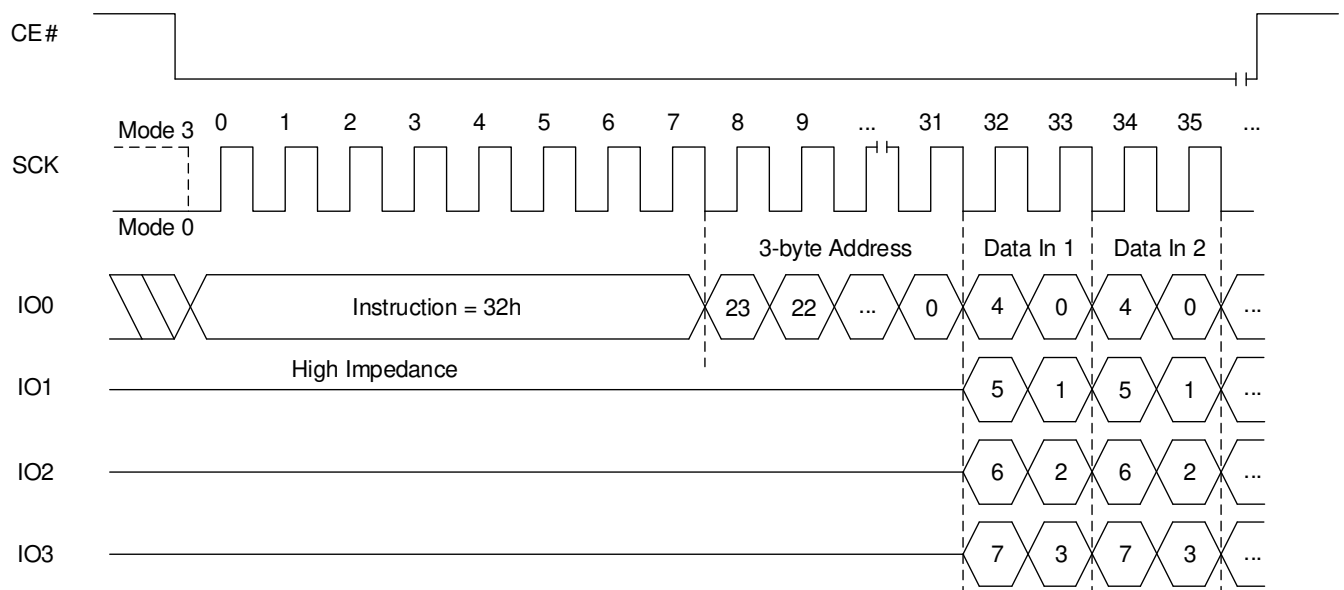 CE#
Mode 3 0 1 2 3 4 5 6 7 8 9 ... 31 32 33 34 35 ...
SCK
Mode 0
3-byte Address Data In 1 Data In 2
IO0 Instruction = 32h 23 22 ... 0 4 0 4 0 ...
High Impedance
IO1 5 1 5 1 ...
IO2 6 2 6 2 ...
IO3 7 3 7 3 ...